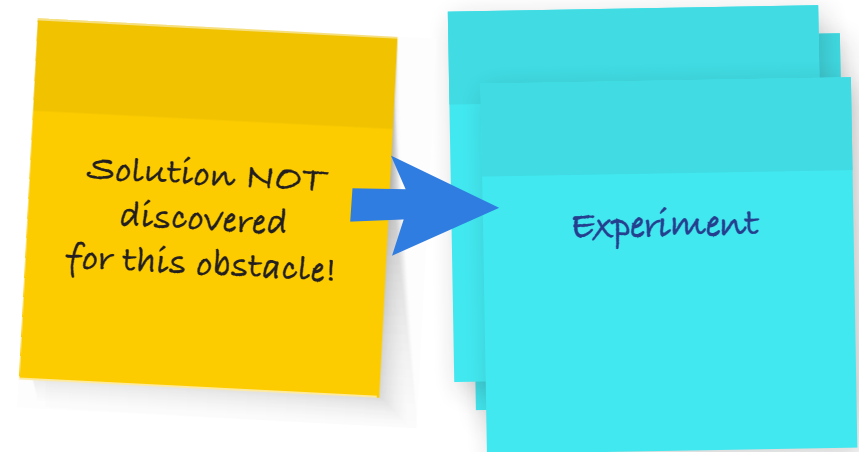 Solution NOT
discovered
for this obstacle!
Experiment